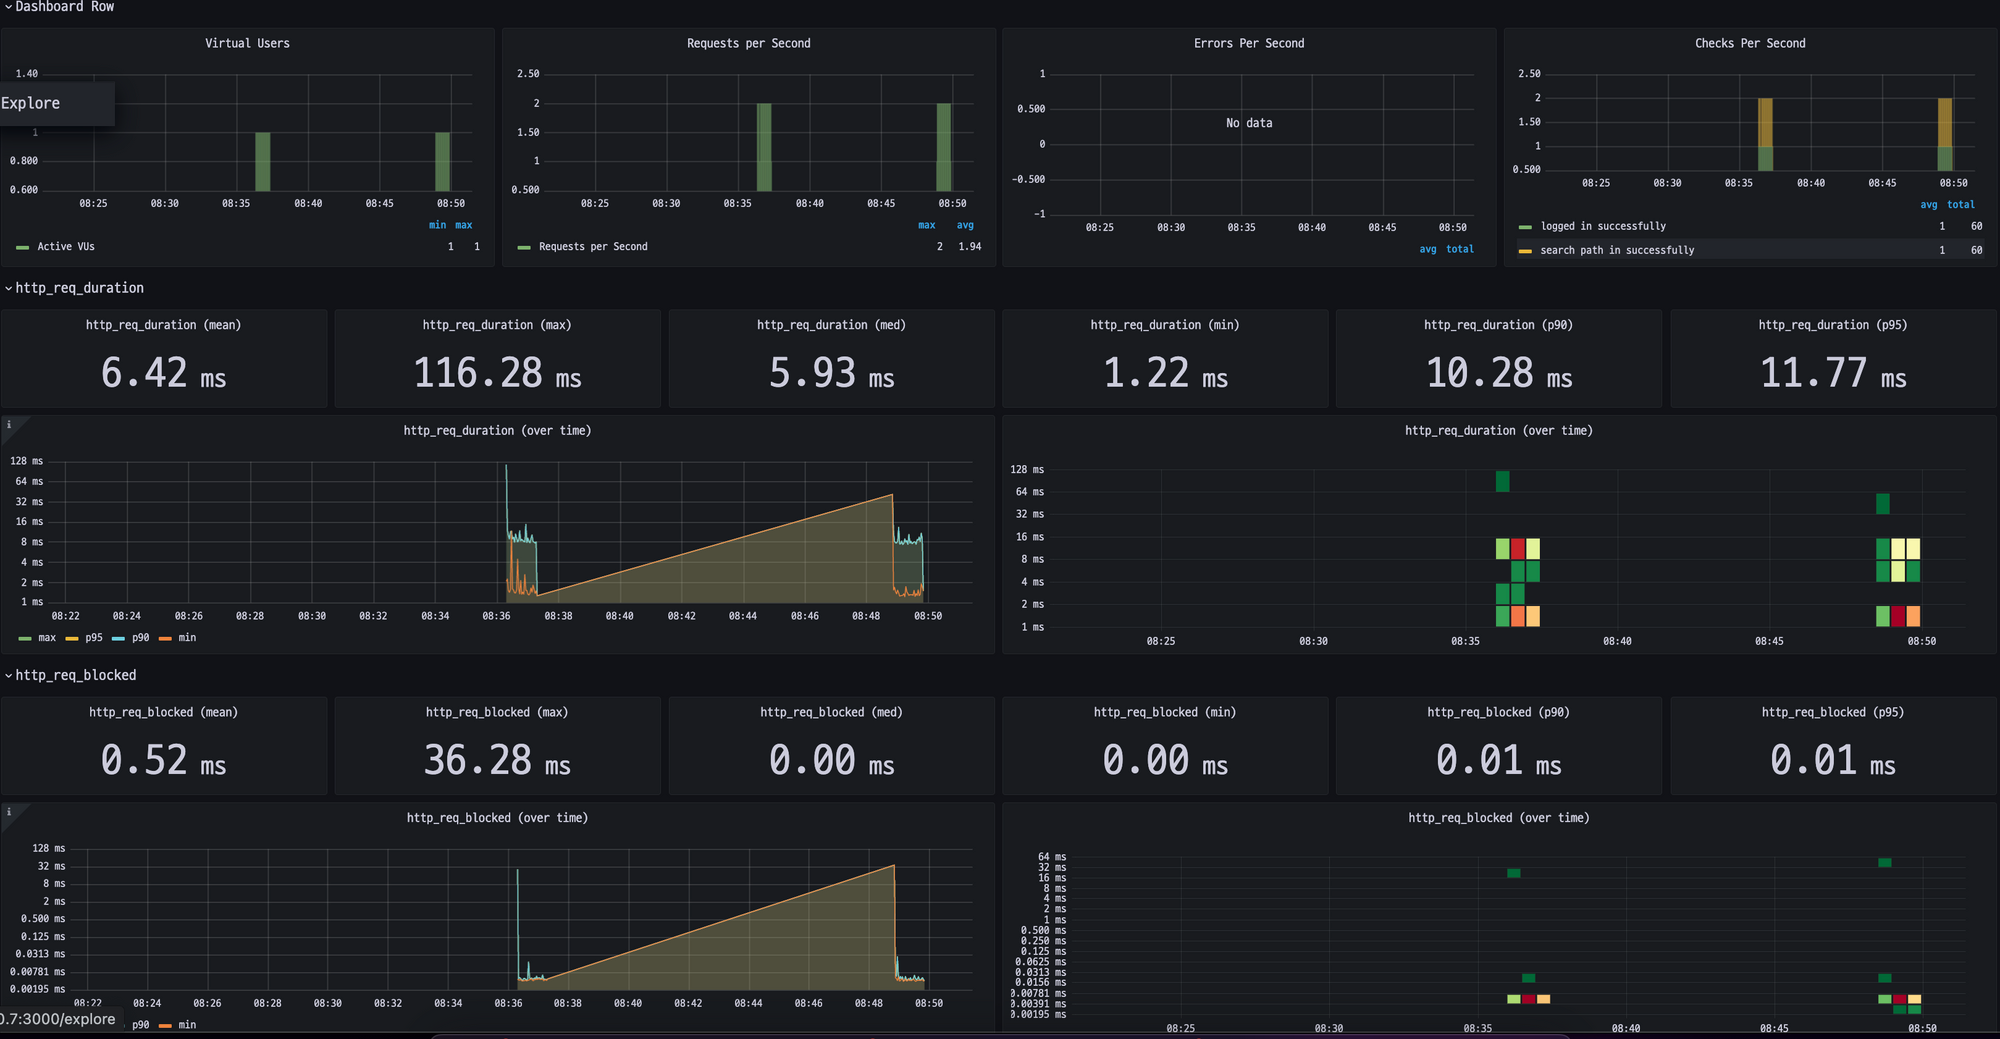 Dashboard Row
Virtual Users
1.40
Explore
1
0.800
0.600
08:25 08:30 08:35 08:40 08:45 08:50
min max
Active VUs 1 1
Requests per Second
2.50
2
1.50
1
0.500
08:25 08:30 08:35 08:40 08:45 08:50
max avg
Requests per Second 2 1.94
Errors Per Second
1
0.500
0
-0.500
-1
No data
08:25 08:30 08:35 08:40 08:45 08:50
avg total
Checks Per Second
2.50
2
1.50
1
0.500
08:25 08:30 08:35 08:40 08:45 08:50
avg total
logged in successfully 1 60
search path in successfully 1 60
http_req_duration
http_req_duration (mean)
6.42 ms
http_req_duration (max)
116.28 ms
http_req_duration (med)
5.93 ms
http_req_duration (min)
1.22 ms
http_req_duration (p90)
10.28 ms
http_req_duration (p95)
11.77 ms
i
http_req_duration (over time)
128 ms
64 ms
32 ms
16 ms
8 ms
4 ms
2 ms
1 ms
08:22 08:24 08:26 08:28 08:30 08:32 08:34 08:36 08:38 08:40 08:42 08:44 08:46 08:48 08:50
max p95 p90 min
http_req_duration (over time)
128 ms
64 ms
32 ms
16 ms
8 ms
4 ms
2 ms
1 ms
08:25 08:30 08:35 08:40 08:45 08:50
http_req_blocked
http_req_blocked (mean)
0.52 ms
http_req_blocked (max)
36.28 ms
http_req_blocked (med)
0.00 ms
http_req_blocked (min)
0.00 ms
http_req_blocked (p90)
0.01 ms
http_req_blocked (p95)
0.01 ms
i
http_req_blocked (over time)
128 ms
32 ms
8 ms
2 ms
0.500 ms
0.125 ms
0.0313 ms
0.00781 ms
0.00195 ms
08:22 08:24 08:26 08:28 08:30 08:32 08:34 08:36 08:38 08:40 08:42 08:44 08:46 08:48 08:50
0.7:3000/explore
p90 min
http_req_blocked (over time)
64 ms
32 ms
16 ms
8 ms
4 ms
2 ms
1 ms
0.500 ms
0.250 ms
0.125 ms
0.0625 ms
0.0313 ms
0.0156 ms
0.00781 ms
0.00391 ms
0.00195 ms
08:25 08:30 08:35 08:40 08:45 08:50